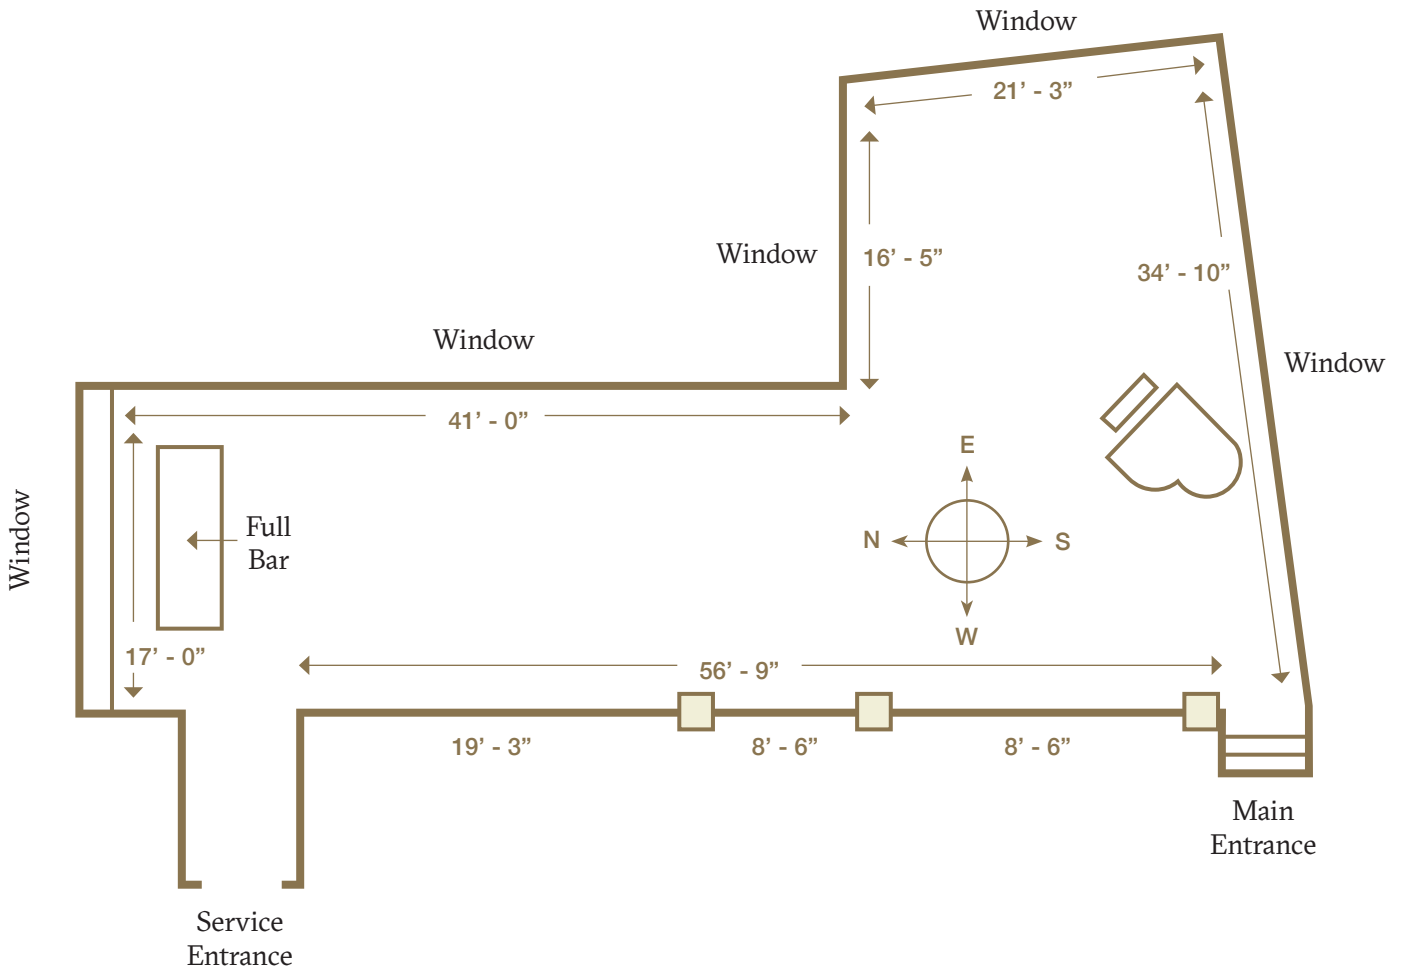 Window
21’ - 3”
Window
16’ - 5”
34’ - 10”
Window
Window
41’ - 0”
E
Window
Full
Bar
N
S
W
17’ - 0”
56’ - 9”
19’ - 3”
8’ - 6”
8’ - 6”
Main
Entrance
Service
Entrance